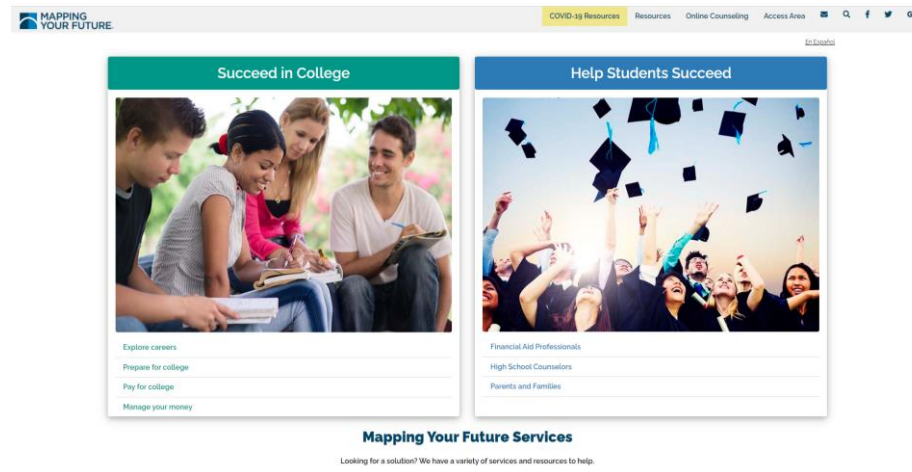 MAPPING
YOUR FUTURE.
COVID-19 Resources Resources Online Counseling Access Area
En Español
Succeed in College
Help Students Succeed
Explore careers
Prepare for college
Pay for college
Manage your money
Financial Aid Professionals
High School Counselors
Parents and Families
Mapping Your Future Services
Looking for a solution? We have a variety of services and resources to help.